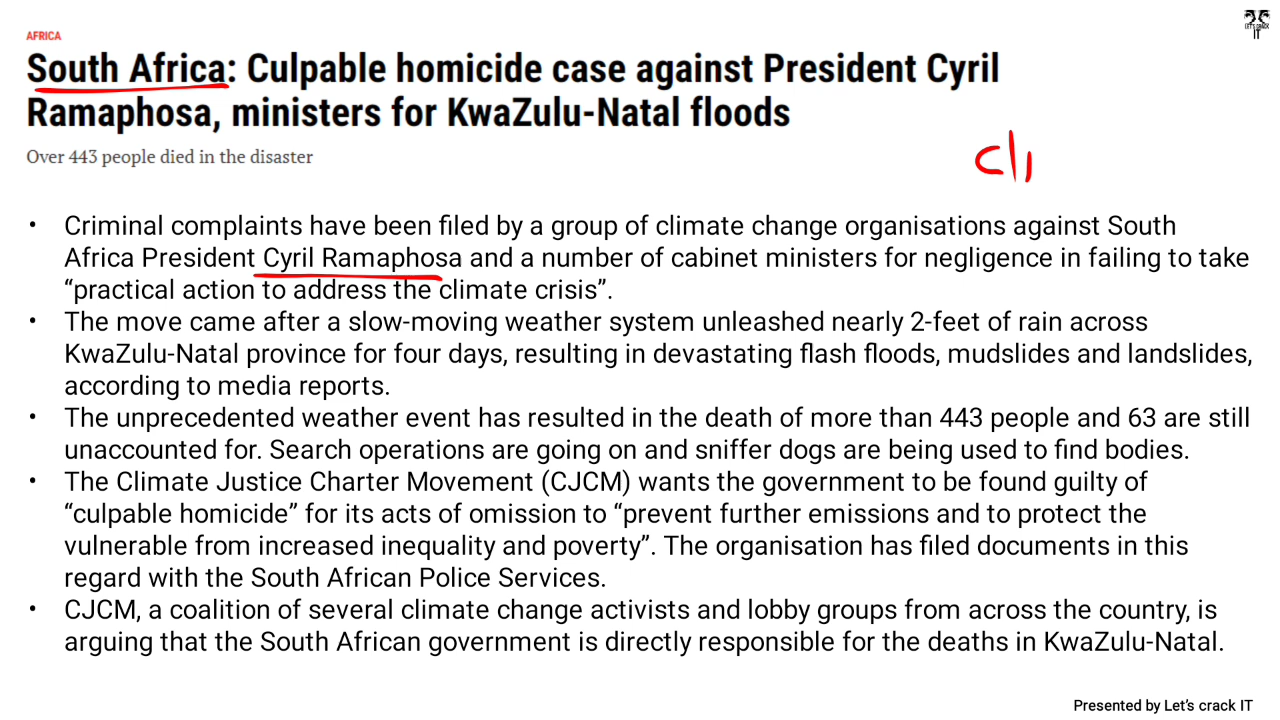 AFRICA
South Africa: Culpable homicide case against President Cyril
Ramaphosa, ministers for KwaZulu-Natal floods
Over 443 people died in the disaster
LET'S CRACK
IT
• Criminal complaints have been filed by a group of climate change organisations against South
Africa President Cyril Ramaphosa and a number of cabinet ministers for negligence in failing to take
“practical action to address the climate crisis”.
• The move came after a slow-moving weather system unleashed nearly 2-feet of rain across
KwaZulu-Natal province for four days, resulting in devastating flash floods, mudslides and landslides,
according to media reports.
• The unprecedented weather event has resulted in the death of more than 443 people and 63 are still
unaccounted for. Search operations are going on and sniffer dogs are being used to find bodies.
• The Climate Justice Charter Movement (CJCM) wants the government to be found guilty of
“culpable homicide” for its acts of omission to “prevent further emissions and to protect the
vulnerable from increased inequality and poverty”. The organisation has filed documents in this
regard with the South African Police Services.
• CJCM, a coalition of several climate change activists and lobby groups from across the country, is
arguing that the South African government is directly responsible for the deaths in KwaZulu-Natal.
Presented by Let’s crack IT